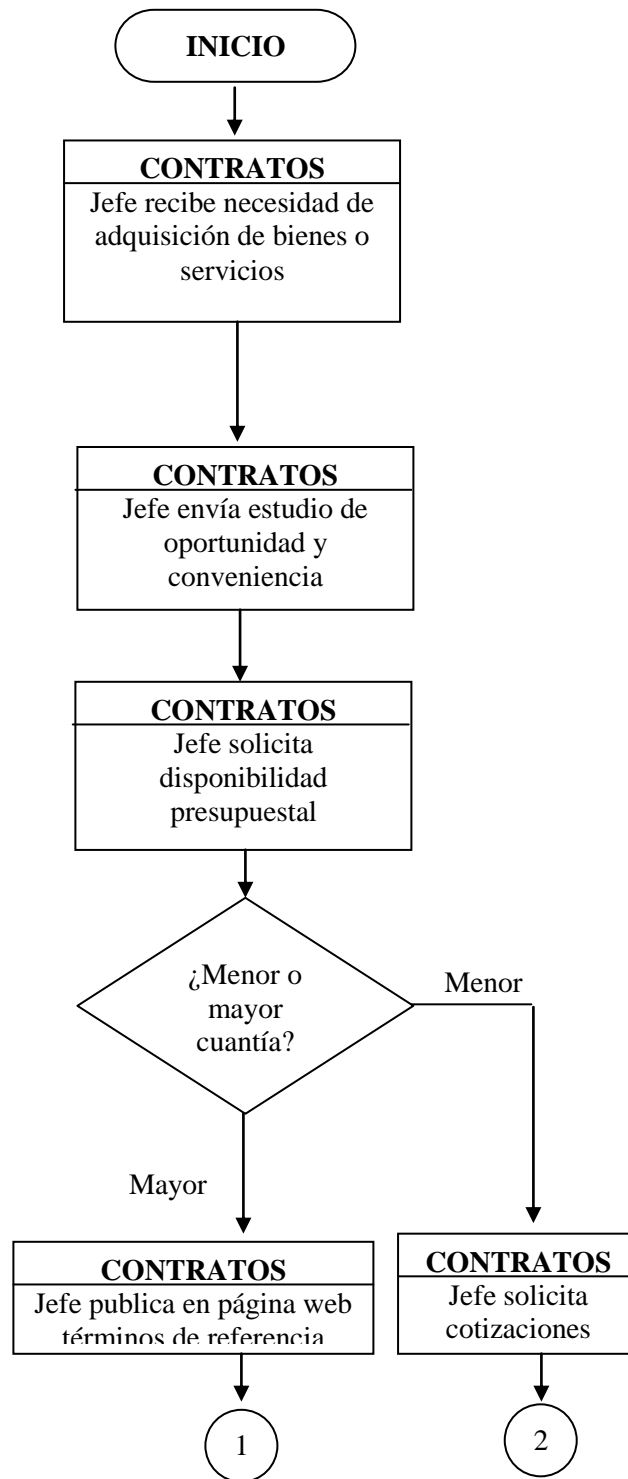 INICIO
CONTRATOS
Jefe recibe necesidad de
adquisición de bienes o
servicios
CONTRATOS
Jefe envía estudio de
oportunidad y
conveniencia
CONTRATOS
Jefe solicita
disponibilidad
presupuestal
¿Menor o
mayor
cuantía?
Menor
Mayor
CONTRATOS
Jefe publica en página web
términos de referencia
CONTRATOS
Jefe solicita
cotizaciones
1
2